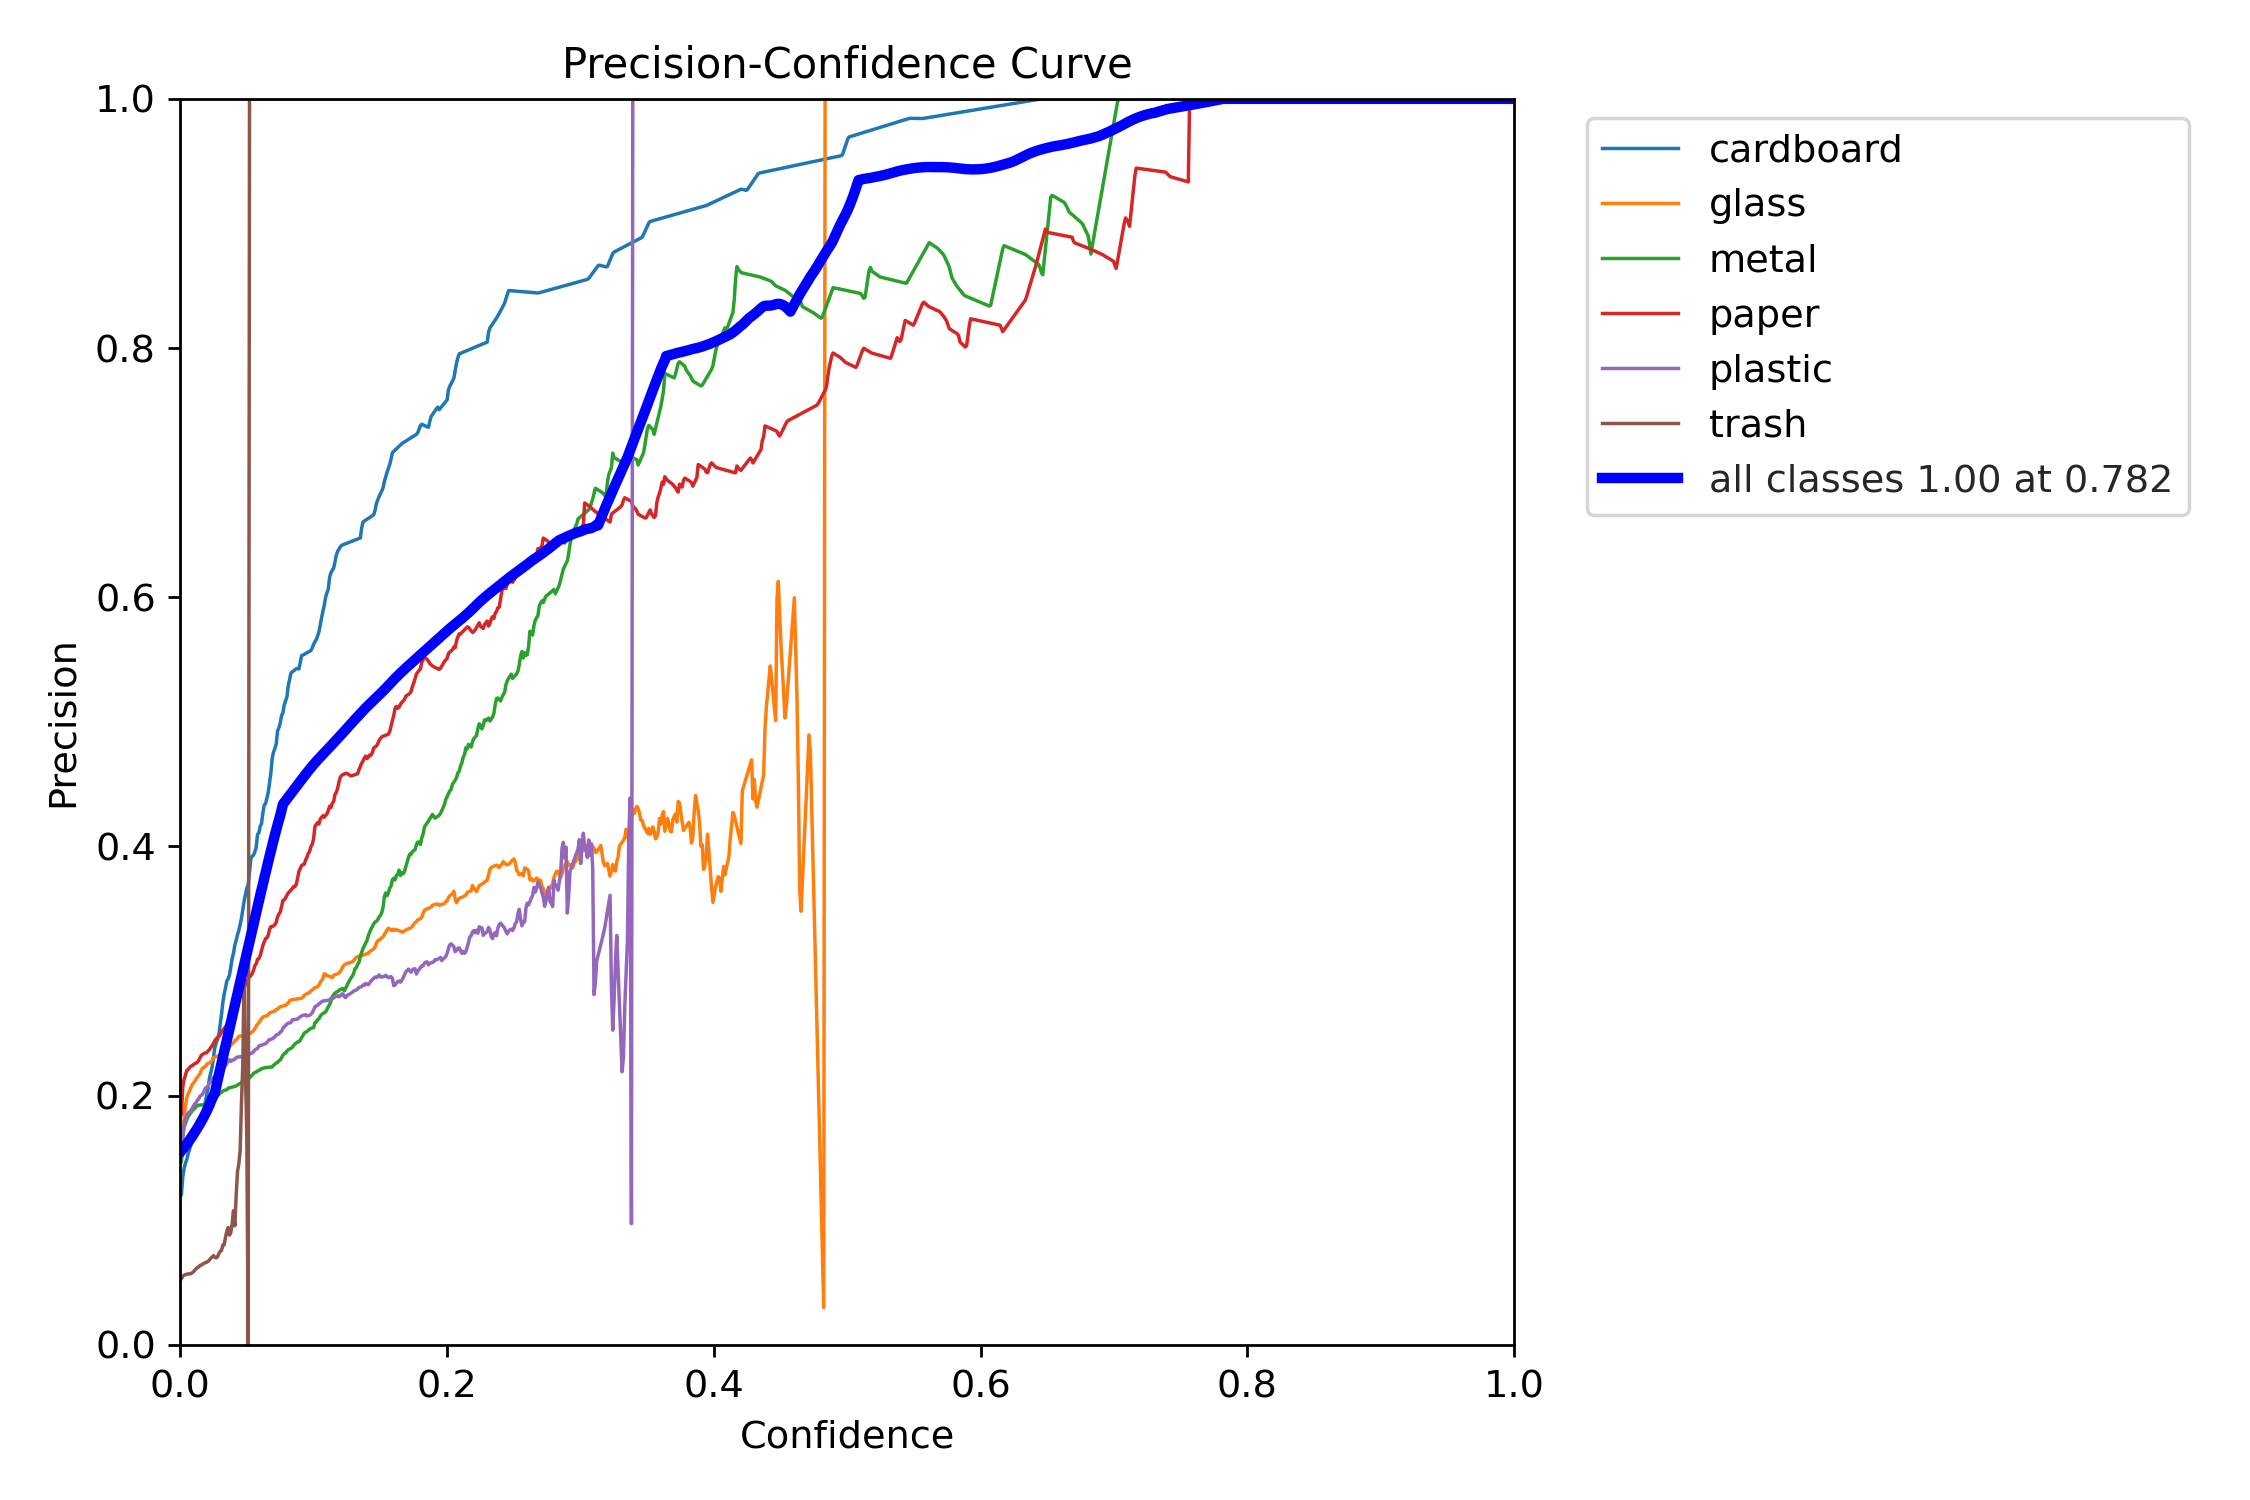 Precision-Confidence Curve
1.0
0.8
0.6
0.4
0.2
0.0
Precision
0.0 0.2 0.4 0.6 0.8 1.0
Confidence
cardboard
glass
metal
paper
plastic
trash
all classes 1.00 at 0.782